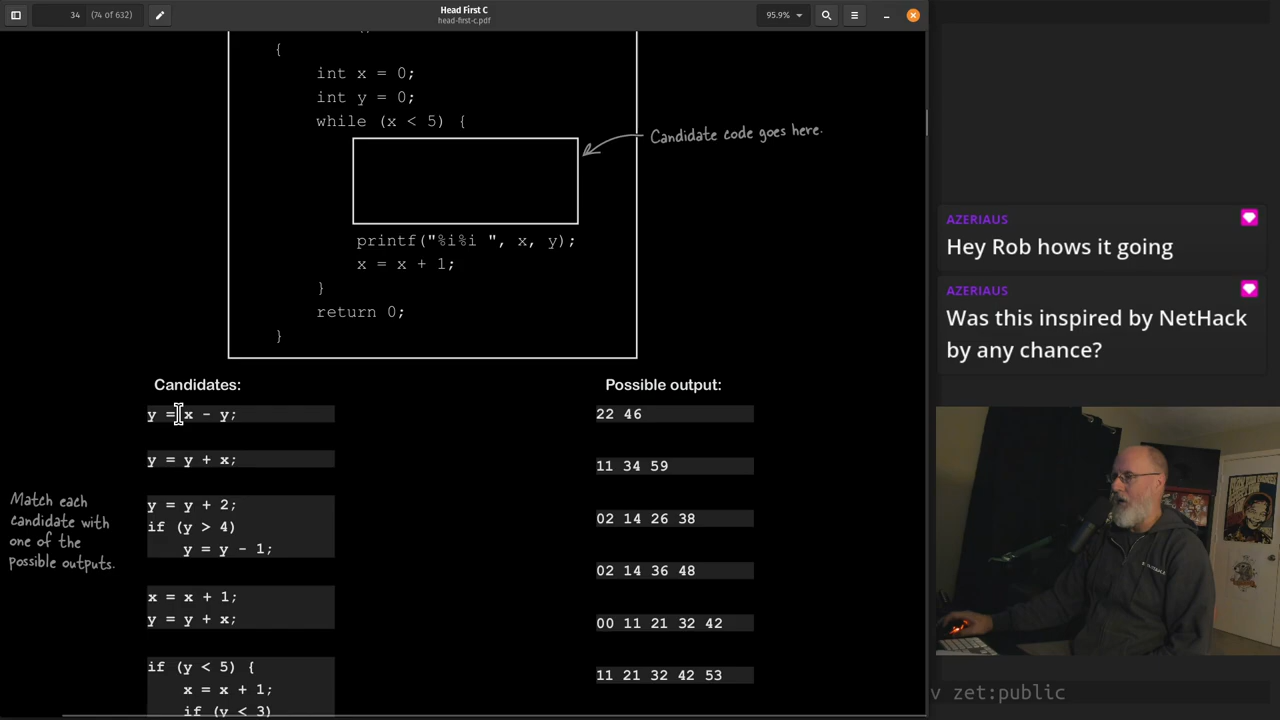 34
(74 of 632)
Head First C
head-first-c.pdf
95.9%
{
int x = 0;
int y = 0;
while (x < 5) {
Candidate code goes here.
printf("%i%i ", x, y);
x = x + 1;
}
return 0;
}
Candidates:
Possible output:
y = x - y;
y = y + x;
y = y + 2;
if (y > 4)
y = y - 1;
x = x + 1;
y = y + x;
if (y < 5) {
x = x + 1;
if (y < 3)
Match each
candidate with
one of the
possible outputs.
22 46
11 34 59
02 14 26 38
02 14 36 48
00 11 21 32 42
11 21 32 42 53
AZERIAUS
Hey Rob hows it going
AZERIAUS
Was this inspired by NetHack
by any chance?
v zet:public